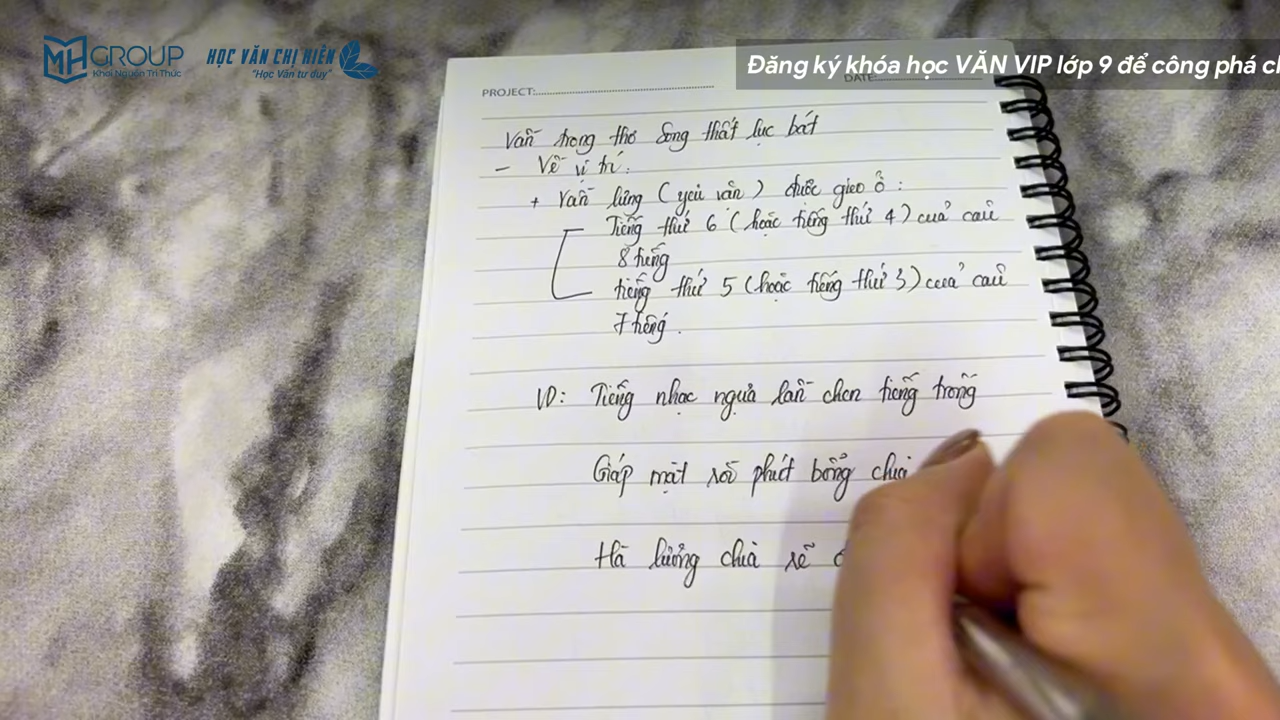 MH GROUP
Khơi Nguồn Tri Thức
HỌC VĂN CHỊ HIÊN
"Học Văn tư duy"
Đăng ký khóa học VĂN VIP lớp 9 để công phá
PROJECT:
DATE:
Vần trong thơ song thất lục bát
- Về vị trí:
+ Vần lưng (yêu vần) được gieo ở:
Tiếng thứ 6 (hoặc tiếng thứ 4) của câu
8 tiếng
tiếng thứ 5 (hoặc tiếng thứ 3) của câu
7 tiếng.
VD: Tiếng nhạc ngựa lần chen tiếng trống
Giáp mặt rồi phút bỗng chia
Hà lương chia rẽ